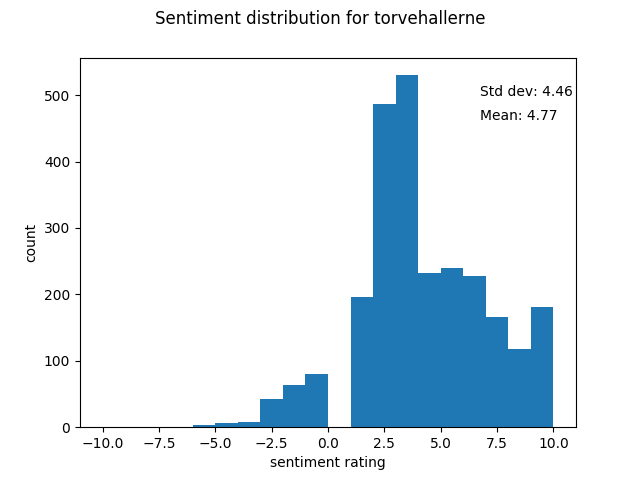 Sentiment distribution for torvehallerne
Std dev: 4.46
Mean: 4.77
500
400
300
200
100
0
count
−10.0 −7.5 −5.0 −2.5 0.0 2.5 5.0 7.5 10.0
sentiment rating